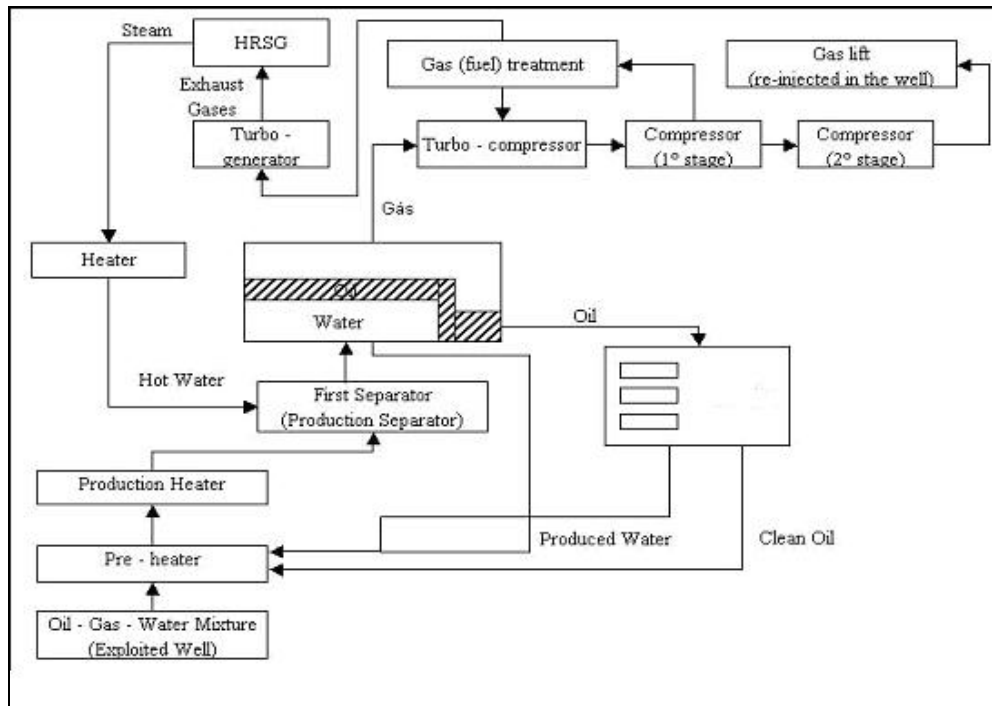 Steam
HRSG
Gas (fuel) treatment
Gas lift
(re-injected in the well)
Exhaust
Gases
Turbo -
generator
Turbo - compressor
Compressor
(1º stage)
Compressor
(2º stage)
Gás
Heater
Water
Oil
Hot Water
First Separator
(Production Separator)
Production Heater
Produced Water
Clean Oil
Pre - heater
Oil - Gas - Water Mixture
(Exploited Well)